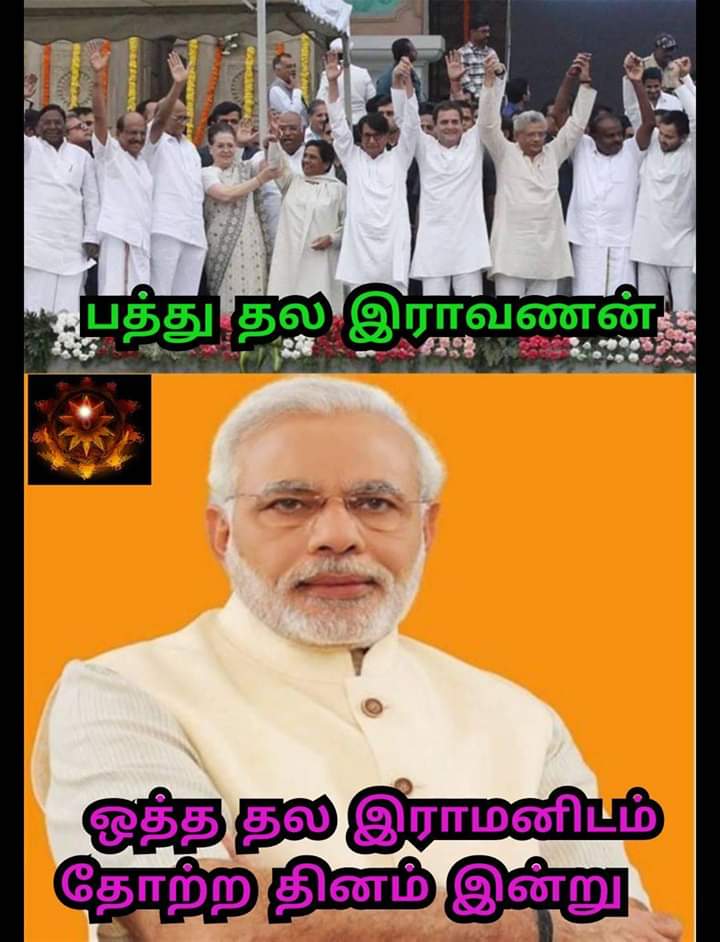 பத்து தல இராவணன்
ஒத்த தல இராமனிடம்
தோற்ற தினம் இன்று